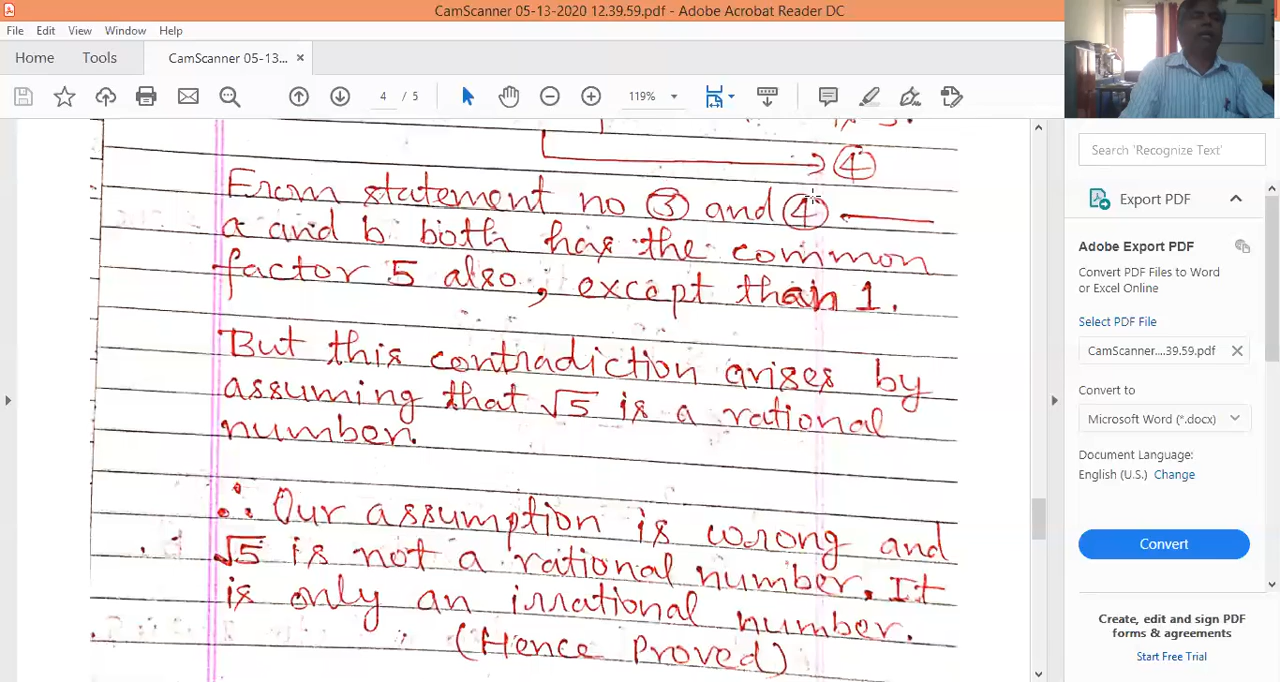 CamScanner 05-13-2020 12.39.59.pdf - Adobe Acrobat Reader DC
File Edit View Window Help
Home Tools CamScanner 05-13... ×
4 / 5 119%
④
From statement no ③ and ④
a and b both has the common
factor 5 also, except than 1.
But this contradiction arises by
assuming that √5 is a rational
number.
∴ Our assumption is wrong and
√5 is not a rational number. It
is only an irrational number.
(Hence Proved)
Search 'Recognize Text'
Export PDF
Adobe Export PDF
Convert PDF Files to Word
or Excel Online
Select PDF File
CamScanner....39.59.pdf
Convert to
Microsoft Word (*.docx)
Document Language:
English (U.S.) Change
Convert
Create, edit and sign PDF
forms & agreements
Start Free Trial